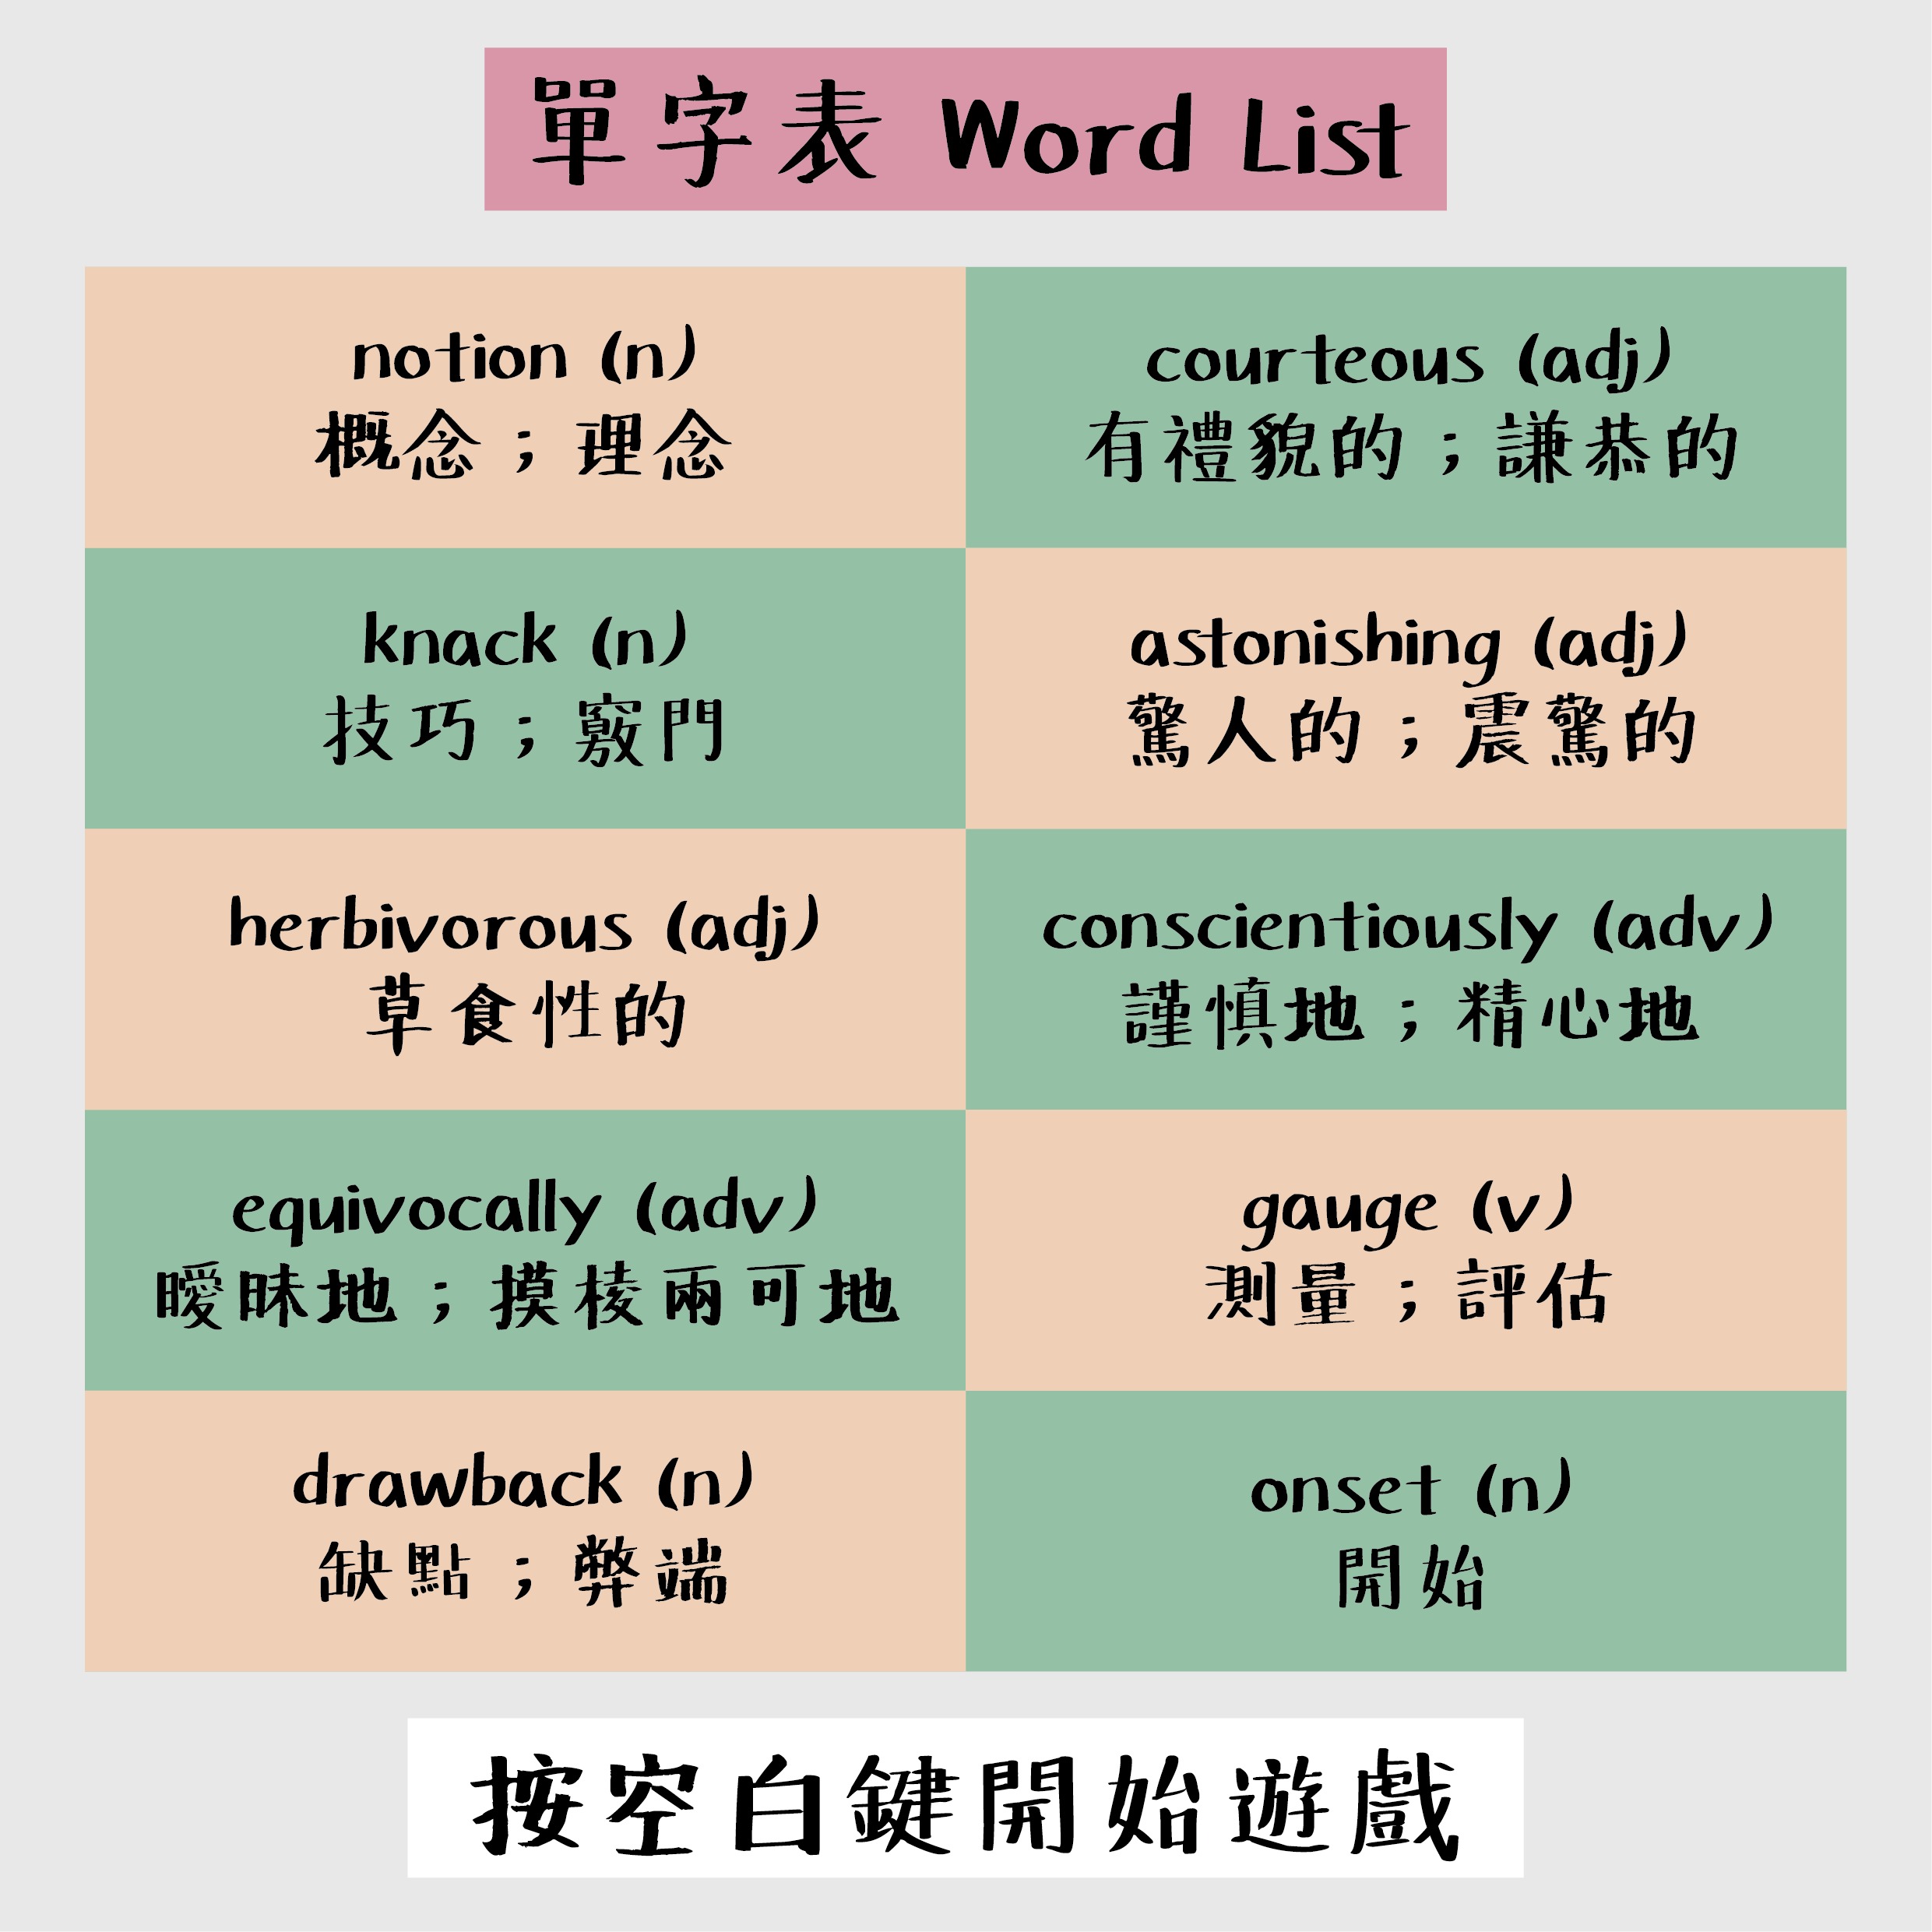 單字表 Word List
notion (n)
概念；理念
courteous (adj)
有禮貌的；謙恭的
knack (n)
技巧；竅門
astonishing (adj)
驚人的；震驚的
herbivorous (adj)
草食性的
conscientiously (adv)
謹慎地；精心地
equivocally (adv)
曖昧地；摸棱兩可地
gauge (v)
測量；評估
drawback (n)
缺點；弊端
onset (n)
開始
按空白鍵開始遊戲